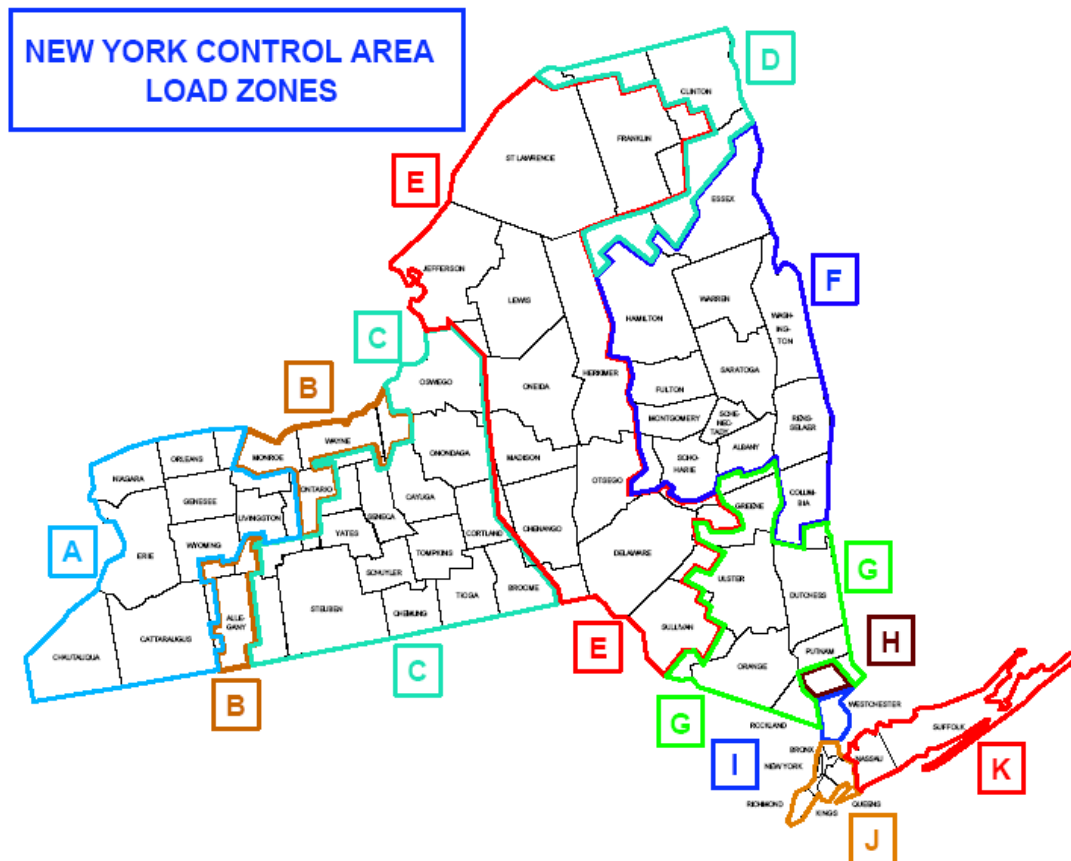 NEW YORK CONTROL AREA
LOAD ZONES
D
CLINTON
FRANKLIN
ST LAWRENCE
E
ESSEX
JEFFERSON
F
LEWIS
WARREN
WASH-
ING-
TON
HAMILTON
C
HERKIMER
SARATOGA
OSWEGO
ONEIDA
B
FULTON
MONTGOMERY
SCHE-
NEC-
TADY
RENS-
SELAER
WAYNE
MONROE
ORLEANS
NIAGARA
ONONDAGA
MADISON
ALBANY
SCHO-
HARIE
OTSEGO
ONTARIO
GENESEE
LIVINGSTON
CAYUGA
SENECA
GREENE
COLUM-
BIA
A
ERIE
WYOMING
YATES
CORTLAND
CHENANGO
TOMPKINS
DELAWARE
G
SCHUYLER
ULSTER
DUTCHESS
STEUBEN
CHEMUNG
TIOGA
BROOME
ALLE-
GANY
CATTARAUGUS
CHAUTAUQUA
SULLIVAN
E
H
PUTNAM
ORANGE
C
B
G
WESTCHESTER
ROCKLAND
SUFFOLK
I
BRONX
NEW YORK
NASSAU
K
RICHMOND
KINGS
QUEENS
J